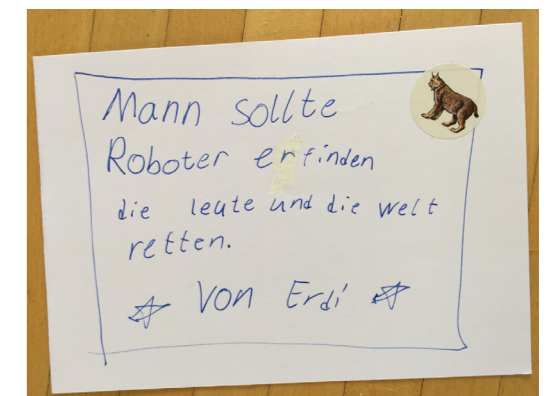 Mann sollte
Roboter erfinden
die leute und die welt
retten.
Von Erdi